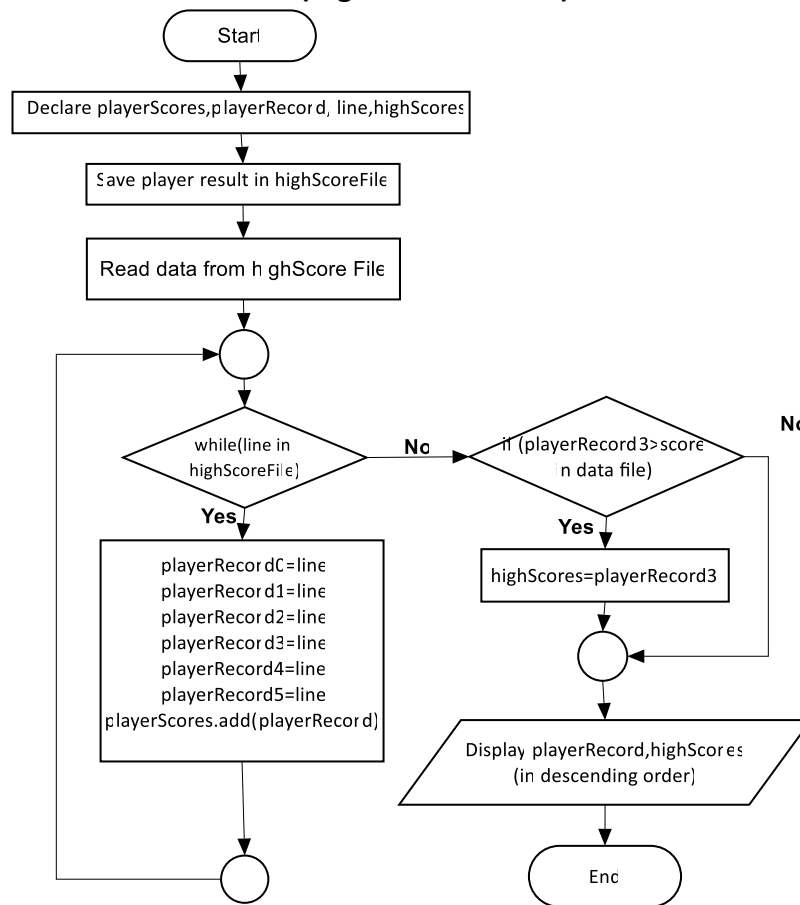 Start
Declare playerScores,playerRecord, line,highScores
Save player result in highScoreFile
Read data from highScore File
while(line in
highScoreFile)
No
if (playerRecord3>score
in data file)
No
Yes
Yes
playerRecord0=line
playerRecord1=line
playerRecord2=line
playerRecord3=line
playerRecord4=line
playerRecord5=line
playerScores.add(playerRecord)
highScores=playerRecord3
Display playerRecord,highScores
(in descending order)
End